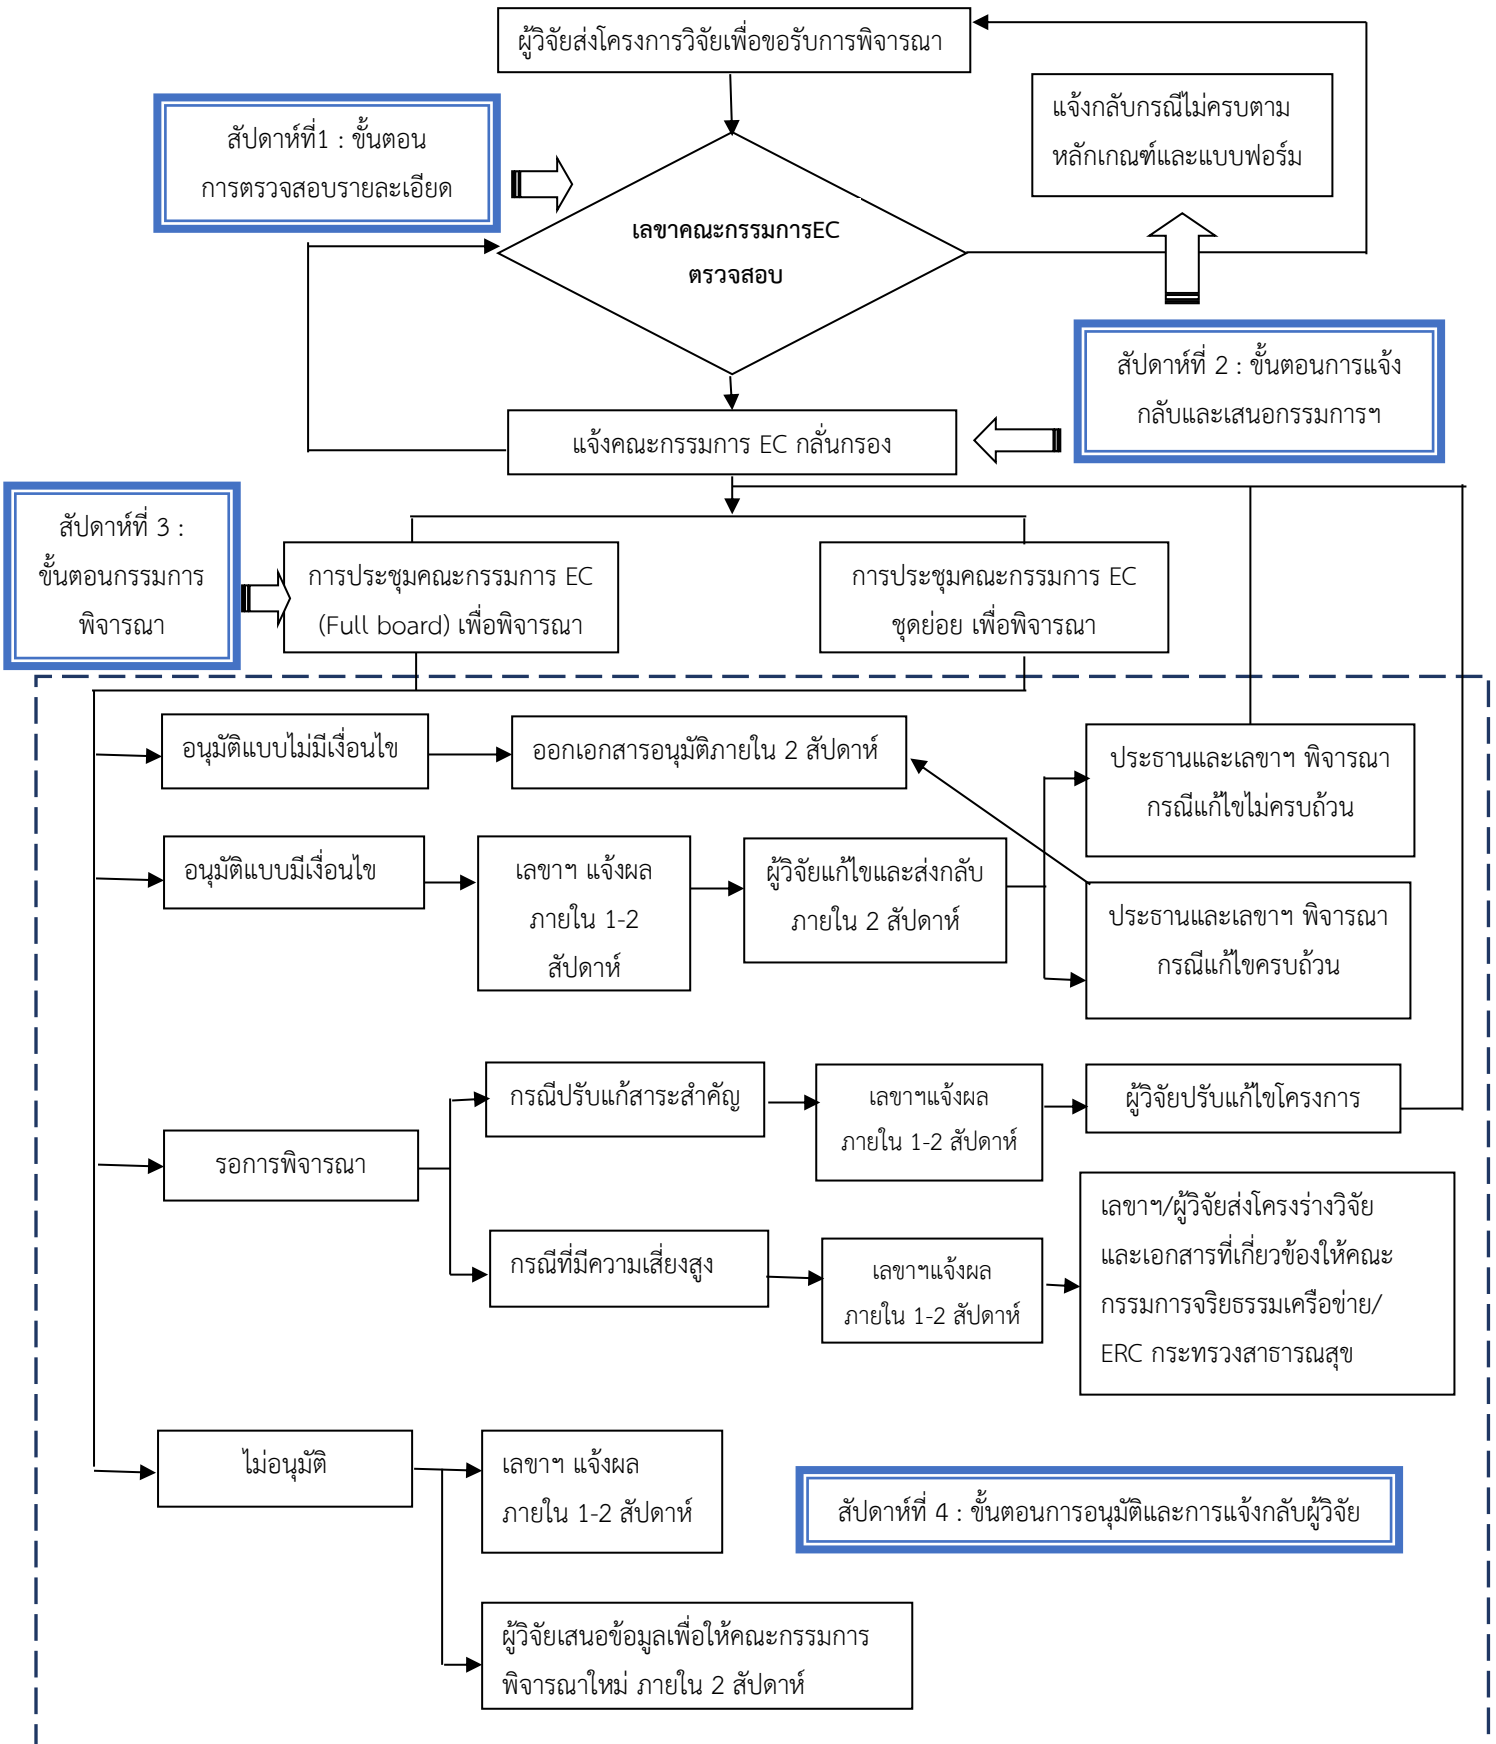 ผู้วิจัยส่งโครงการวิจัยเพื่อขอรับการพิจารณา
สัปดาห์ที่1 : ขั้นตอน
การตรวจสอบรายละเอียด
แจ้งกลับกรณีไม่ครบตาม
หลักเกณฑ์และแบบฟอร์ม
เลขาคณะกรรมการEC
ตรวจสอบ
สัปดาห์ที่ 2 : ขั้นตอนการแจ้ง
กลับและเสนอกรรมการฯ
แจ้งคณะกรรมการ EC กลั่นกรอง
สัปดาห์ที่ 3 :
ขั้นตอนกรรมการ
พิจารณา
การประชุมคณะกรรมการ EC
(Full board) เพื่อพิจารณา
การประชุมคณะกรรมการ EC
ชุดย่อย เพื่อพิจารณา
อนุมัติแบบไม่มีเงื่อนไข
ออกเอกสารอนุมัติภายใน 2 สัปดาห์
ประธานและเลขาฯ พิจารณา
กรณีแก้ไขไม่ครบถ้วน
อนุมัติแบบมีเงื่อนไข
เลขาฯ แจ้งผล
ภายใน 1-2
สัปดาห์
ผู้วิจัยแก้ไขและส่งกลับ
ภายใน 2 สัปดาห์
ประธานและเลขาฯ พิจารณา
กรณีแก้ไขครบถ้วน
รอการพิจารณา
กรณีปรับแก้สาระสำคัญ
เลขาฯแจ้งผล
ภายใน 1-2 สัปดาห์
ผู้วิจัยปรับแก้ไขโครงการ
กรณีที่มีความเสี่ยงสูง
เลขาฯแจ้งผล
ภายใน 1-2 สัปดาห์
เลขาฯ/ผู้วิจัยส่งโครงร่างวิจัย
และเอกสารที่เกี่ยวข้องให้คณะ
กรรมการจริยธรรมเครือข่าย/
ERC กระทรวงสาธารณสุข
ไม่อนุมัติ
เลขาฯ แจ้งผล
ภายใน 1-2 สัปดาห์
สัปดาห์ที่ 4 : ขั้นตอนการอนุมัติและการแจ้งกลับผู้วิจัย
ผู้วิจัยเสนอข้อมูลเพื่อให้คณะกรรมการ
พิจารณาใหม่ ภายใน 2 สัปดาห์